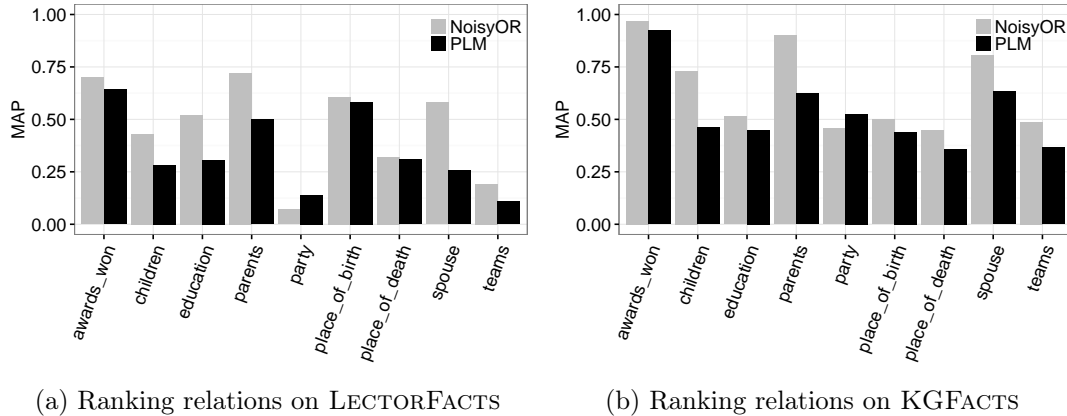 1.00
0.75
0.50
0.25
0.00
MAP
NoisyOR
PLM
awards_won
children
education
parents
party
place_of_birth
place_of_death
spouse
teams
(a) Ranking relations on LECTORFACTS
1.00
0.75
0.50
0.25
0.00
MAP
NoisyOR
PLM
awards_won
children
education
parents
party
place_of_birth
place_of_death
spouse
teams
(b) Ranking relations on KGFACTS